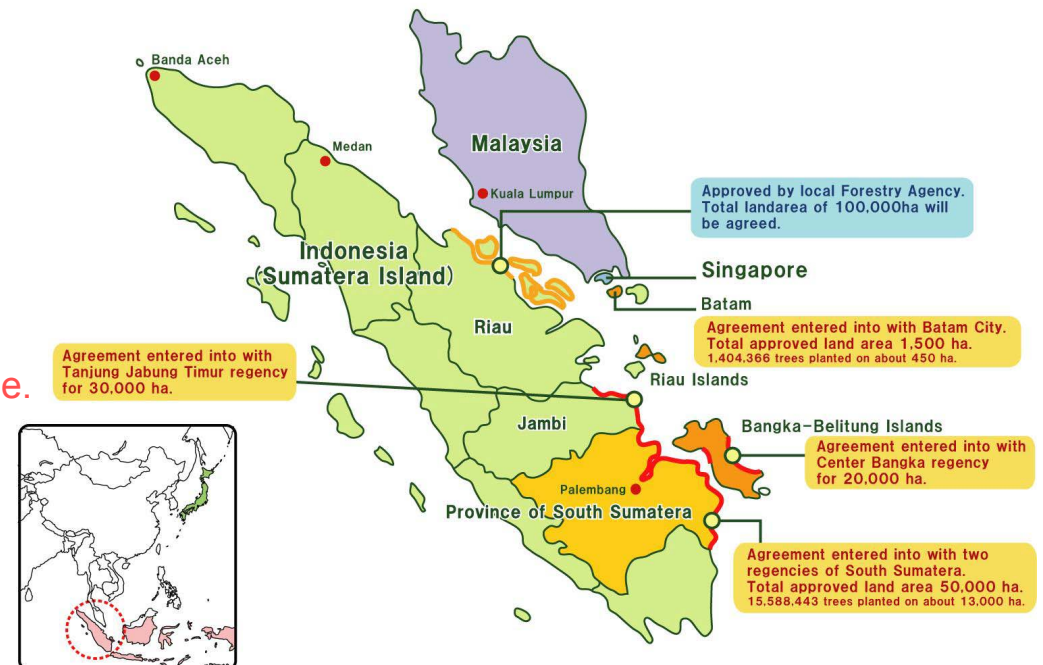 Banda Aceh
Medan
Malaysia
Kuala Lumpur
Approved by local Forestry Agency.
Total landarea of 100,000ha will
be agreed.
Indonesia
(Sumatera Island)
Singapore
Batam
Riau
Agreement entered into with Batam City.
Total approved land area 1,500 ha.
1,404,366 trees planted on about 450 ha.
Agreement entered into with
Tanjung Jabung Timur regency
for 30,000 ha.
e.
Riau Islands
Jambi
Bangka-Belitung Islands
Agreement entered into with
Center Bangka regency
for 20,000 ha.
Palembang
Province of South Sumatera
Agreement entered into with two
regencies of South Sumatera.
Total approved land area 50,000 ha.
15.588,443 trees planted on about 13,000 ha.